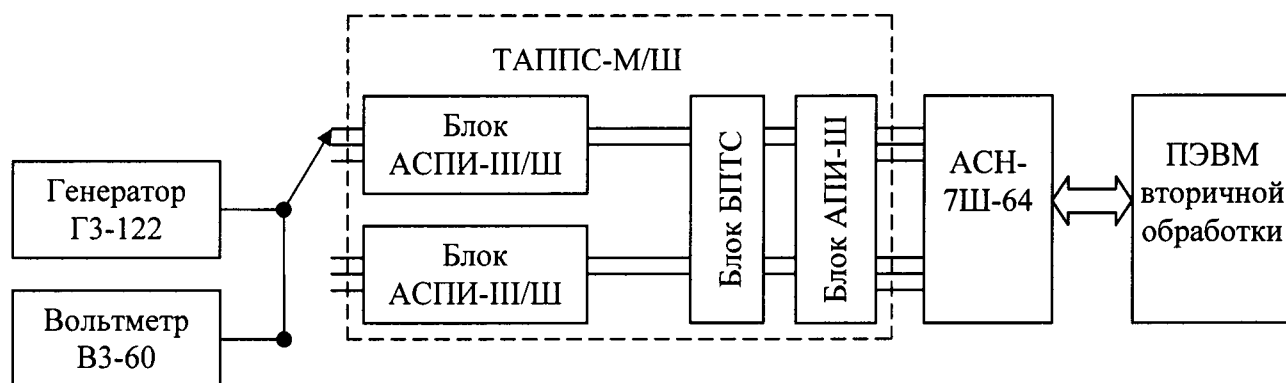 ТАППС-М/Ш
Блок
АСПИ-III/Ш
Блок
АСПИ-III/Ш
Генератор
Г3-122
Вольтметр
В3-60
Блок БПТС
Блок АПИ-Ш
АСН-
7Ш-64
ПЭВМ
вторичной
обработки